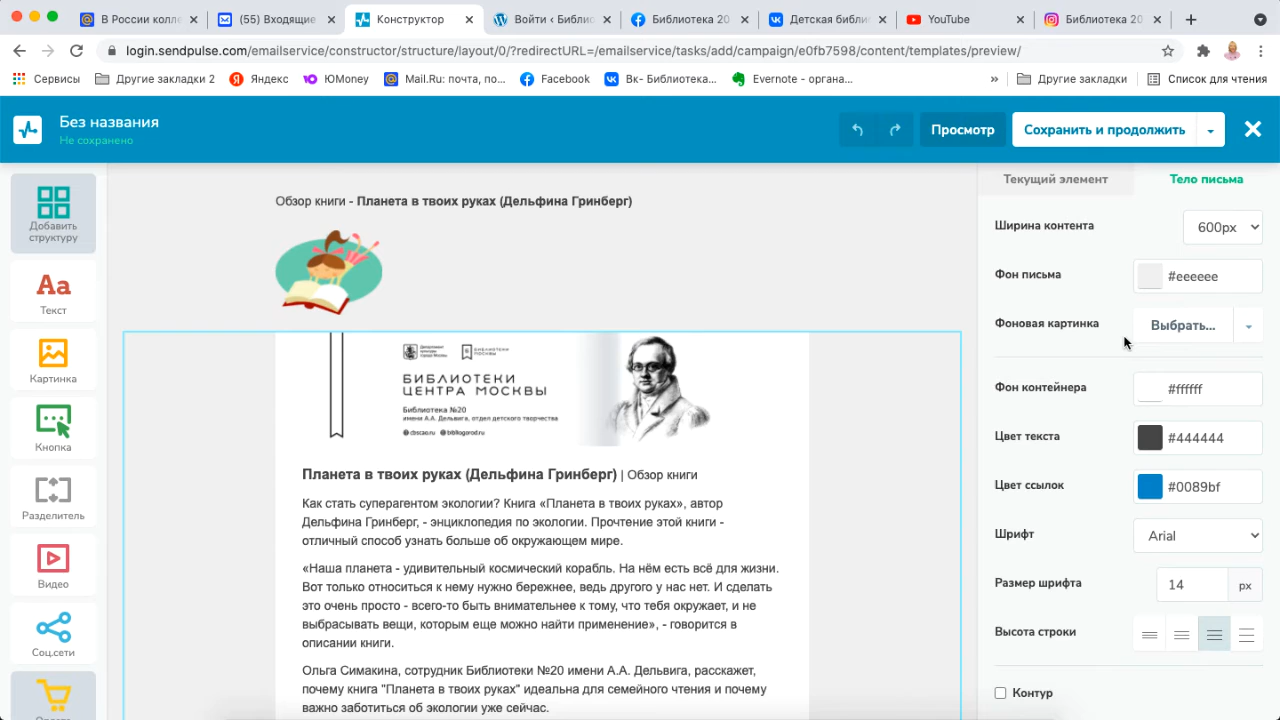 В России колл
(55) Входящие
Конструктор
Войти ‹ Библио
Библиотека 20
Детская библи
YouTube
Библиотека 20
login.sendpulse.com/emailservice/constructor/structure/layout/0/?redirectURL=/emailservice/tasks/add/campaign/e0fb7598/content/templates/preview/
Сервисы
Другие закладки 2
Яндекс
ЮMoney
Mail.Ru: почта, по...
Facebook
Вк- Библиотека...
Evernote - органа...
»
Другие закладки
Список для чтения
Без названия
Не сохранено
Просмотр
Сохранить и продолжить
Добавить
структуру
Aa
Текст
Картинка
Кнопка
Разделитель
Видео
Соц.сети
Обзор книги - Планета в твоих руках (Дельфина Гринберг)
БИБЛИОТЕКИ
МОСКВЫ
БИБЛИОТЕКИ
ЦЕНТРА МОСКВЫ
Библиотека №20
имени А.А. Дельвига, отдел детского творчества
cbscao.ru bibliogorod.ru
Планета в твоих руках (Дельфина Гринберг) | Обзор книги
Как стать суперагентом экологии? Книга «Планета в твоих руках», автор
Дельфина Гринберг, - энциклопедия по экологии. Прочтение этой книги -
отличный способ узнать больше об окружающем мире.
«Наша планета - удивительный космический корабль. На нём есть всё для жизни.
Вот только относиться к нему нужно бережнее, ведь другого у нас нет. И сделать
это очень просто - всего-то быть внимательнее к тому, что тебя окружает, и не
выбрасывать вещи, которым еще можно найти применение», - говорится в
описании книги.
Ольга Симакина, сотрудник Библиотеки №20 имени А.А. Дельвига, расскажет,
почему книга "Планета в твоих руках" идеальна для семейного чтения и почему
важно заботиться об экологии уже сейчас.
Текущий элемент
Тело письма
Ширина контента
600px
Фон письма
#eeeeee
Фоновая картинка
Выбрать...
Фон контейнера
#ffffff
Цвет текста
#444444
Цвет ссылок
#0089bf
Шрифт
Arial
Размер шрифта
14
px
Высота строки
Контур